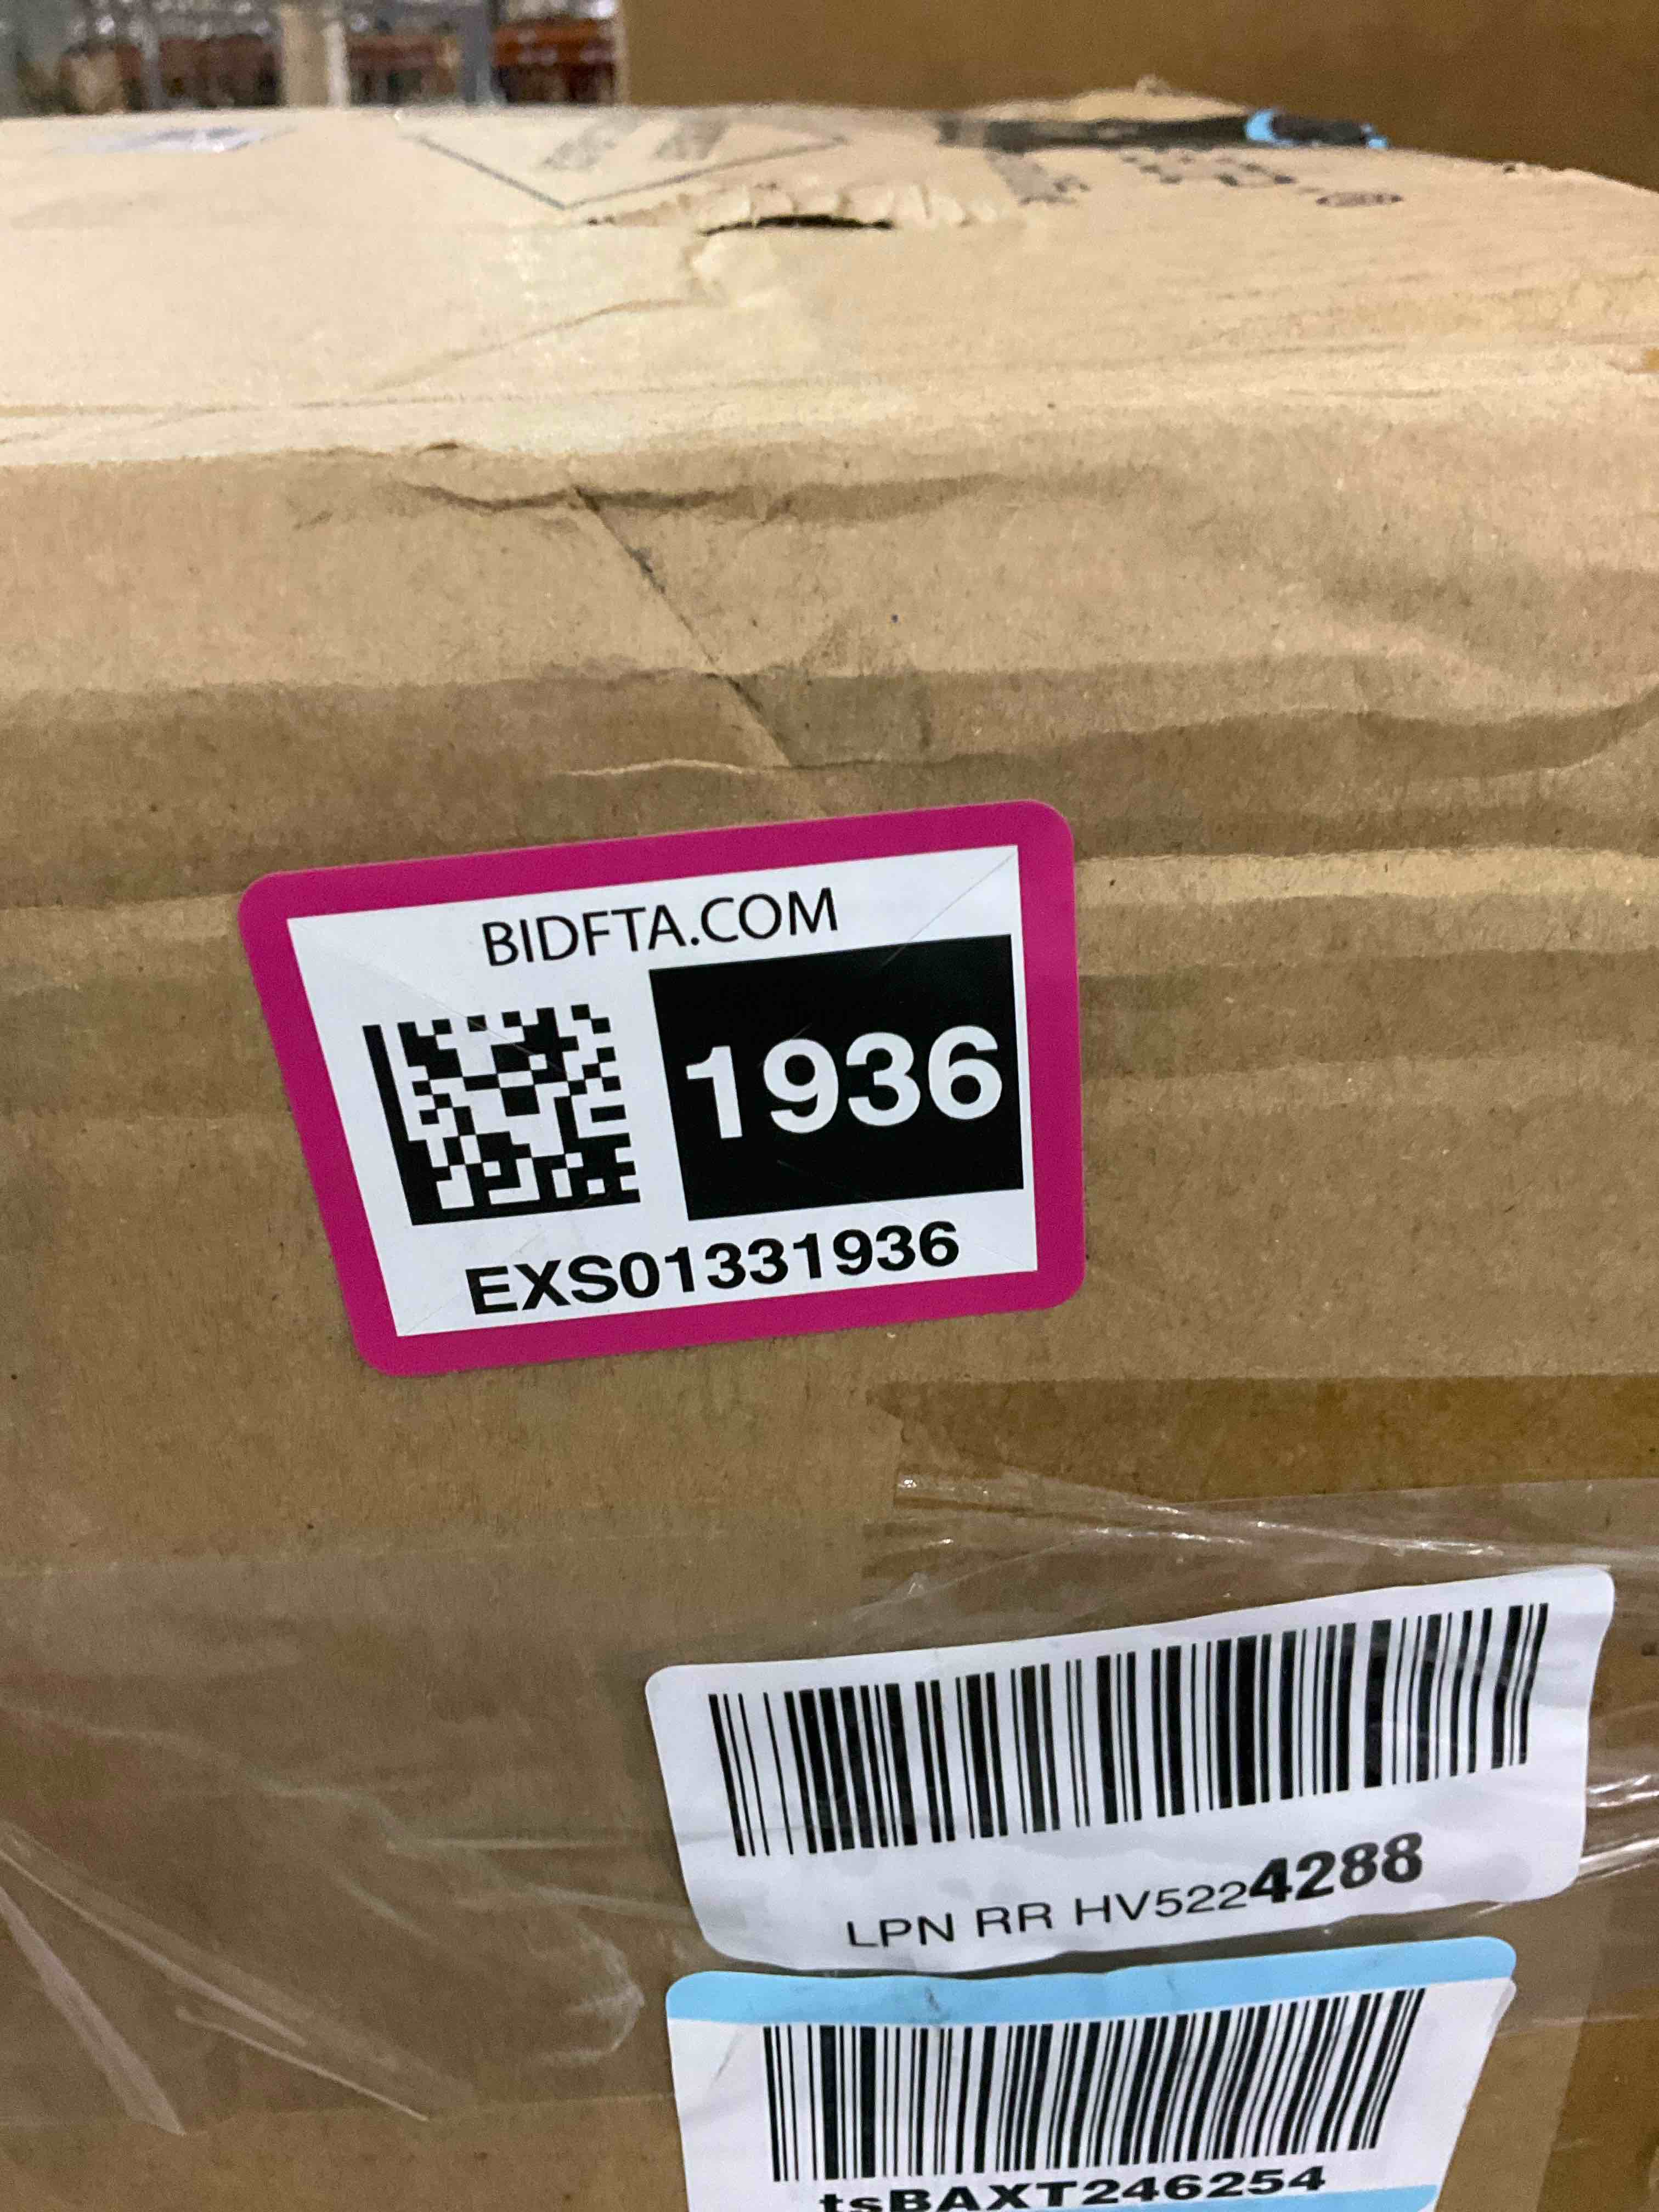 BIDFTA.COM
1936
EXS01331936
LPN RR HV5224288
tsBAXT246254